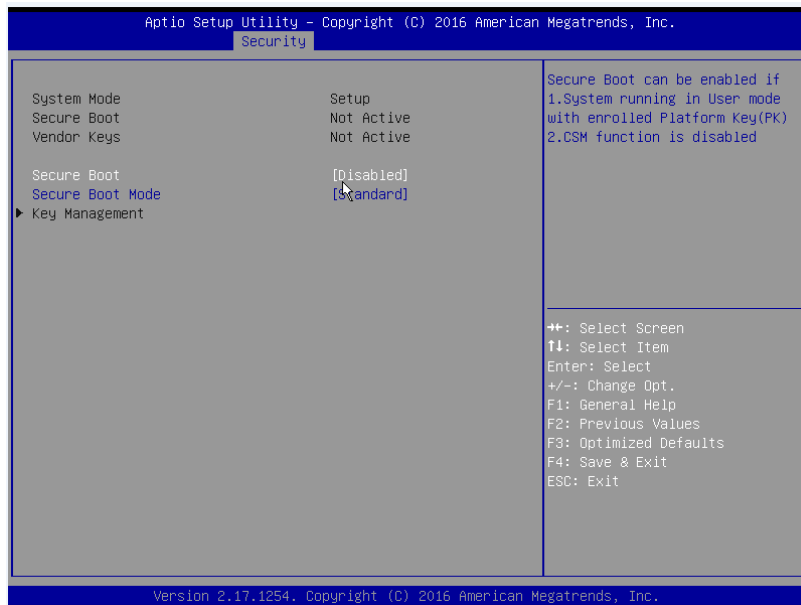 Aptio Setup Utility – Copyright (C) 2016 American Megatrends, Inc.
Security
System Mode Setup
Secure Boot Not Active
Vendor Keys Not Active
Secure Boot [Disabled]
Secure Boot Mode [Standard]
Key Management
Secure Boot can be enabled if
1.System running in User mode
with enrolled Platform Key(PK)
2.CSM function is disabled
→←: Select Screen
↑↓: Select Item
Enter: Select
+/-: Change Opt.
F1: General Help
F2: Previous Values
F3: Optimized Defaults
F4: Save & Exit
ESC: Exit
Version 2.17.1254. Copyright (C) 2016 American Megatrends, Inc.